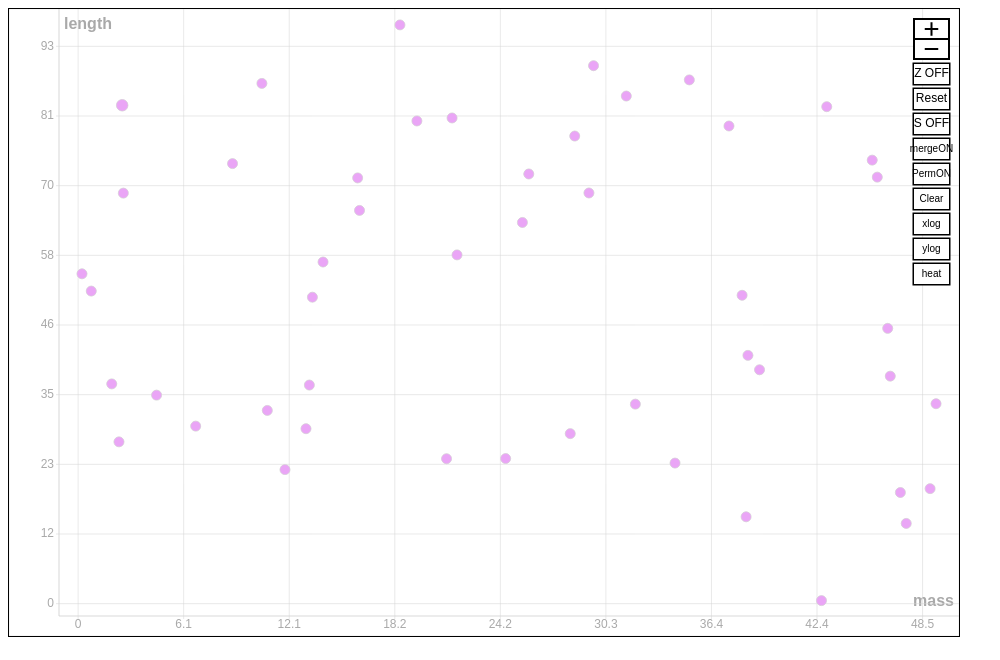 length
93
81
70
58
46
35
23
12
0
0 6.1 12.1 18.2 24.2 30.3 36.4 42.4 48.5
mass
+
−
Z OFF
Reset
S OFF
mergeON
PermON
Clear
xlog
ylog
heat